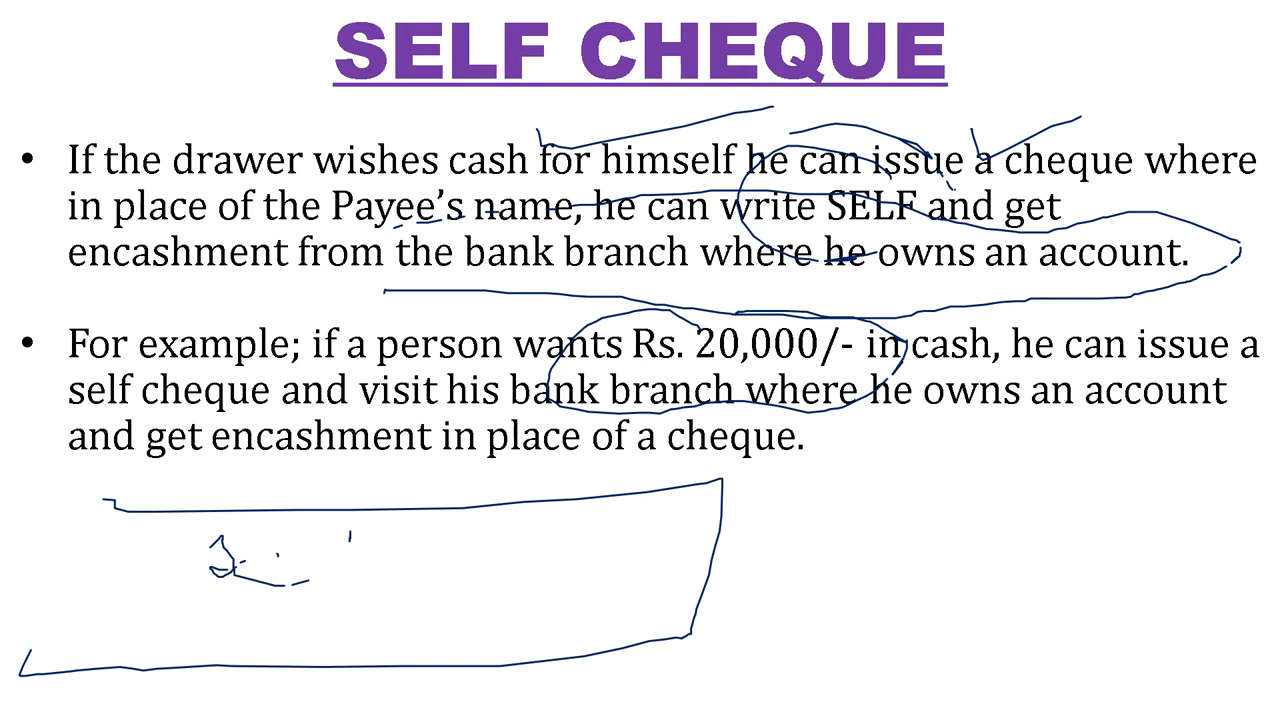 SELF CHEQUE
• If the drawer wishes cash for himself he can issue a cheque where
in place of the Payee’s name, he can write SELF and get
encashment from the bank branch where he owns an account.
• For example; if a person wants Rs. 20,000/- in cash, he can issue a
self cheque and visit his bank branch where he owns an account
and get encashment in place of a cheque.